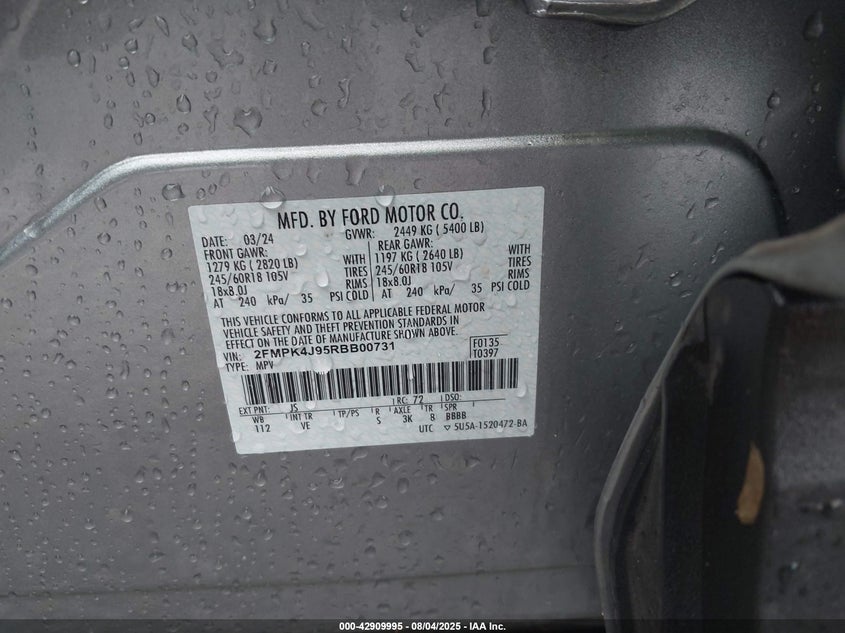 MFD. BY FORD MOTOR CO.
DATE: 03/24 GVWR: 2449 KG ( 5400 LB)
FRONT GAWR: REAR GAWR:
1279 KG ( 2820 LB) WITH 1197 KG ( 2640 LB) WITH
245/60R18 105V TIRES 245/60R18 105V TIRES
18x8.0J RIMS 18x8.0J RIMS
AT 240 kPa/ 35 PSI COLD AT 240 kPa/ 35 PSI COLD
THIS VEHICLE CONFORMS TO ALL APPLICABLE FEDERAL MOTOR
VEHICLE SAFETY AND THEFT PREVENTION STANDARDS IN
EFFECT ON THE DATE OF MANUFACTURE SHOWN ABOVE.
VIN: 2FMPK4J95RBB00731 F0135
TYPE: MPV T0397
EXT PNT: JS RC: 72 DSO:
WB INT TR TP/PS R AXLE TR SPR
112 VE S 3K 8 BBBB
UTC ▽ 5U5A-1520472-BA
000-42909995 - 08/04/2025 - IAA Inc.